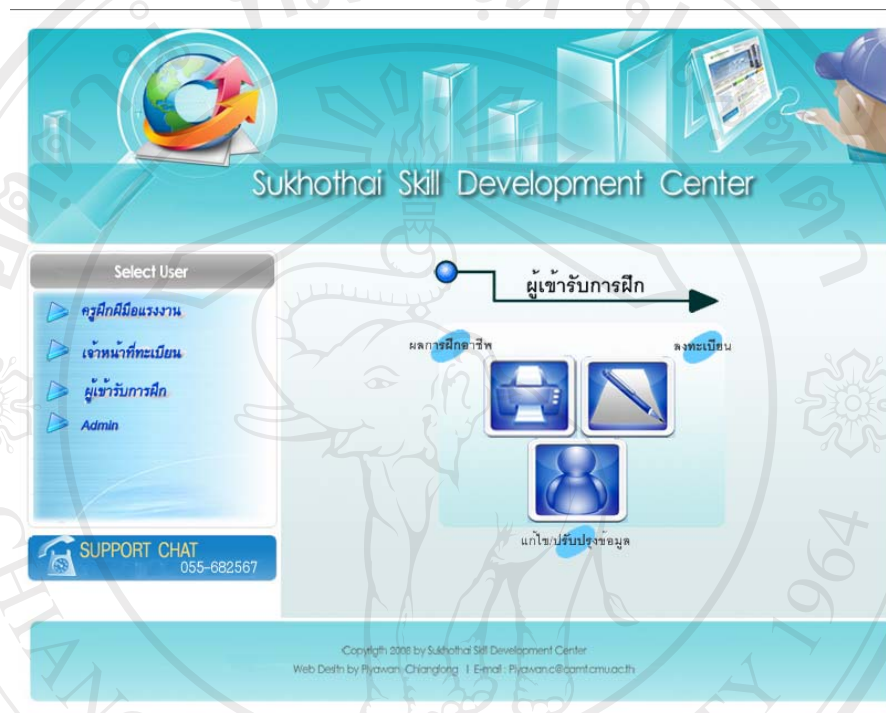 Sukhothai Skill Development Center
Select User
ครูฝึกฝีมือแรงงาน
เจ้าหน้าที่ทะเบียน
ผู้เข้ารับการฝึก
Admin
SUPPORT CHAT
055-682567
ผู้เข้ารับการฝึก
ผลการฝึกอาชีพ
ลงทะเบียน
แก้ไข/ปรับปรุงข้อมูล
Copyrigth 2008 by Sukhothai Skill Development Center
Web Desitn by Piyawan Chianglong I E-mail : Piyawan.c@camt.cmu.ac.th
1964